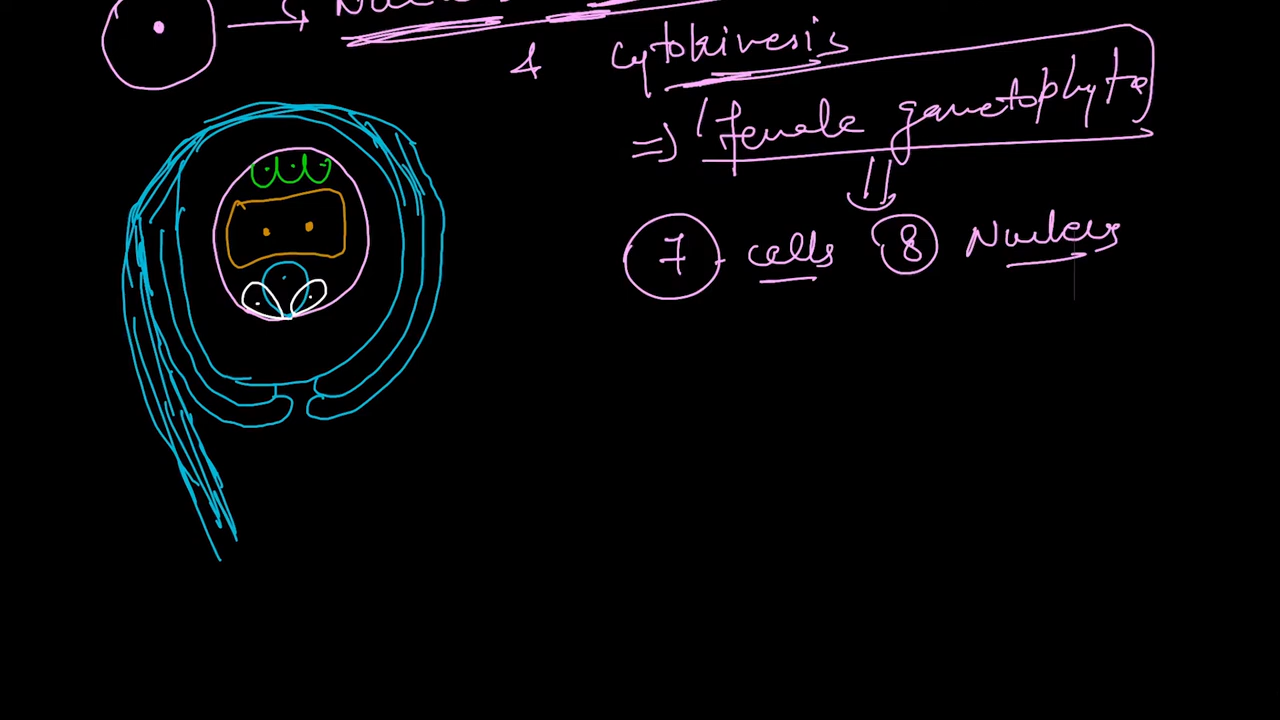 & cytokinesis
=> female gametophyte
7 cells 8 Nucleus